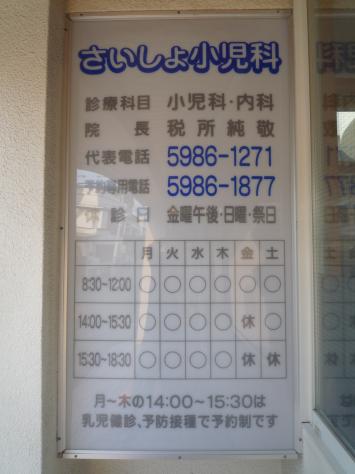 さいしょ小児科
診療科目 小児科・内科
院長 税所純敬
代表電話 5986-1271
予約専用電話 5986-1877
休診日 金曜午後・日曜・祭日
月 火 水 木 金 土
8:30~12:00 ○ ○ ○ ○ ○ ○
14:00~15:30 ○ ○ ○ ○ 休 ○
15:30~18:30 ○ ○ ○ ○ 休 休
月~木の14:00~15:30は
乳児健診、予防接種で予約制です